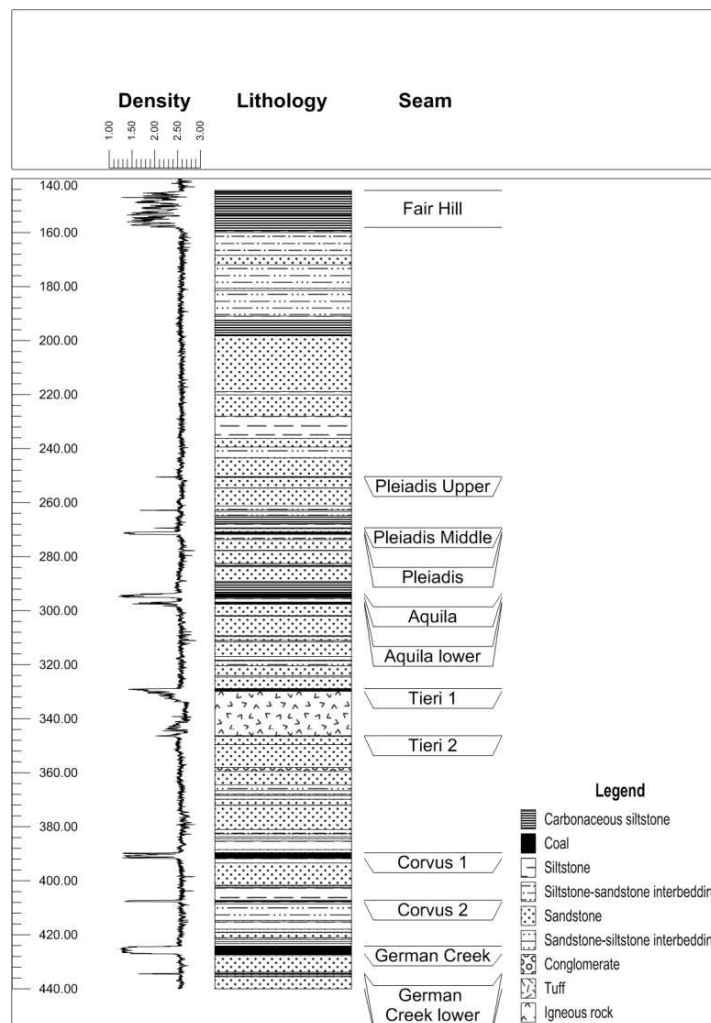 Density Lithology Seam
1.00 1.50 2.00 2.50 3.00
140.00
Fair Hill
160.00
180.00
200.00
220.00
240.00
260.00
Pleiadis Upper
Pleiadis Middle
280.00
Pleiadis
300.00
Aquila
Aquila lower
320.00
Tieri 1
340.00
Tieri 2
360.00
380.00
Corvus 1
400.00
Corvus 2
420.00
German Creek
440.00
German
Creek lower
Legend
Carbonaceous siltstone
Coal
Siltstone
Siltstone-sandstone interbeddin
Sandstone
Sandstone-siltstone interbeddin
Conglomerate
Tuff
Igneous rock